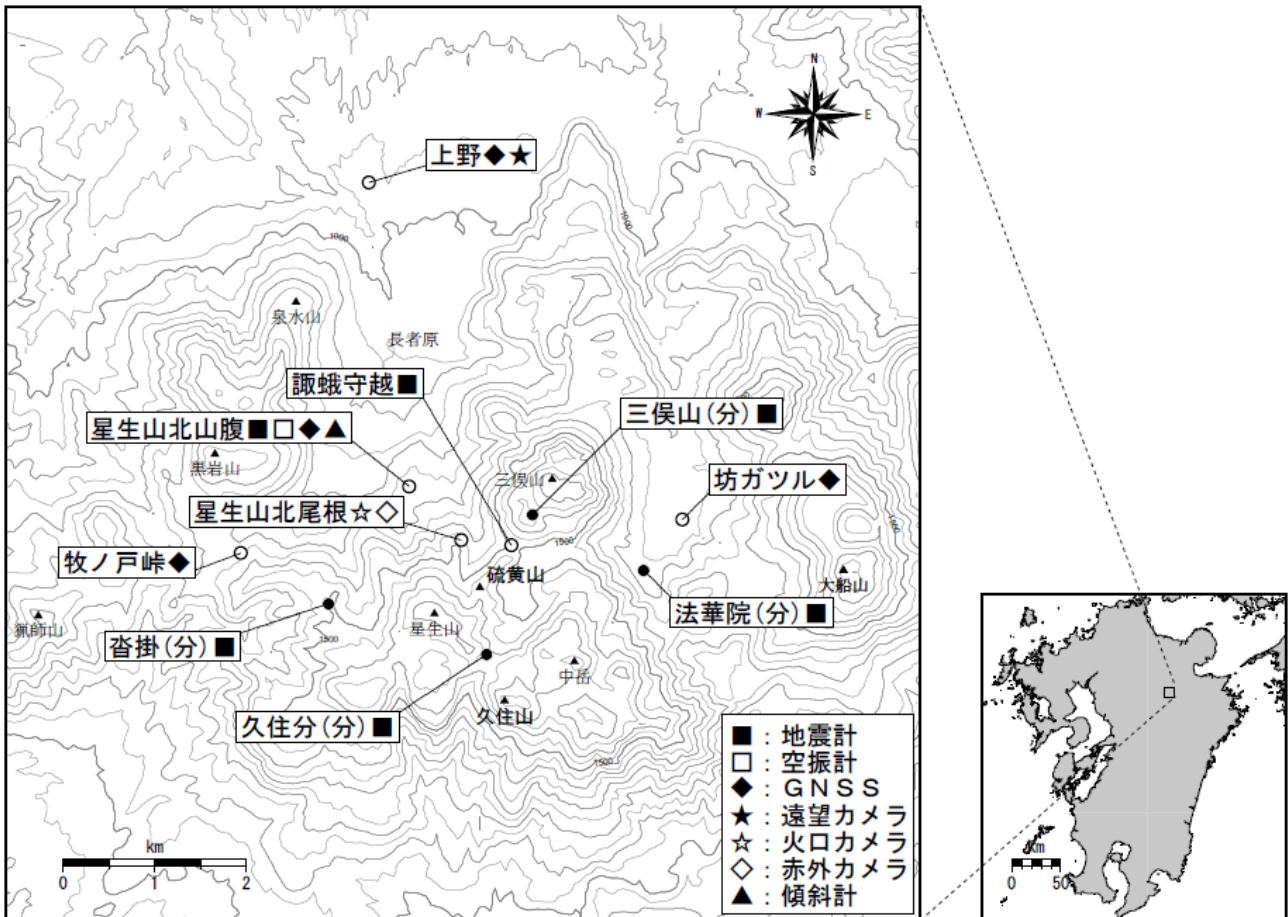 N
W E
S
上野◆★
1000
1000
泉水山
長者原
諏蛾守越■
三俣山(分)■
星生山北山腹■□◆▲
黒岩山
三俣山
坊ガツル◆
星生山北尾根☆◇
1500
1500
牧ノ戸峠◆
硫黄山
大船山
法華院(分)■
猟師山
沓掛(分)■
1500
星生山
中岳
久住分(分)■
久住山
1500
■:地震計
□:空振計
◆:GNSS
★:遠望カメラ
☆:火口カメラ
◇:赤外カメラ
▲:傾斜計
km
0 1 2
Km
0 50